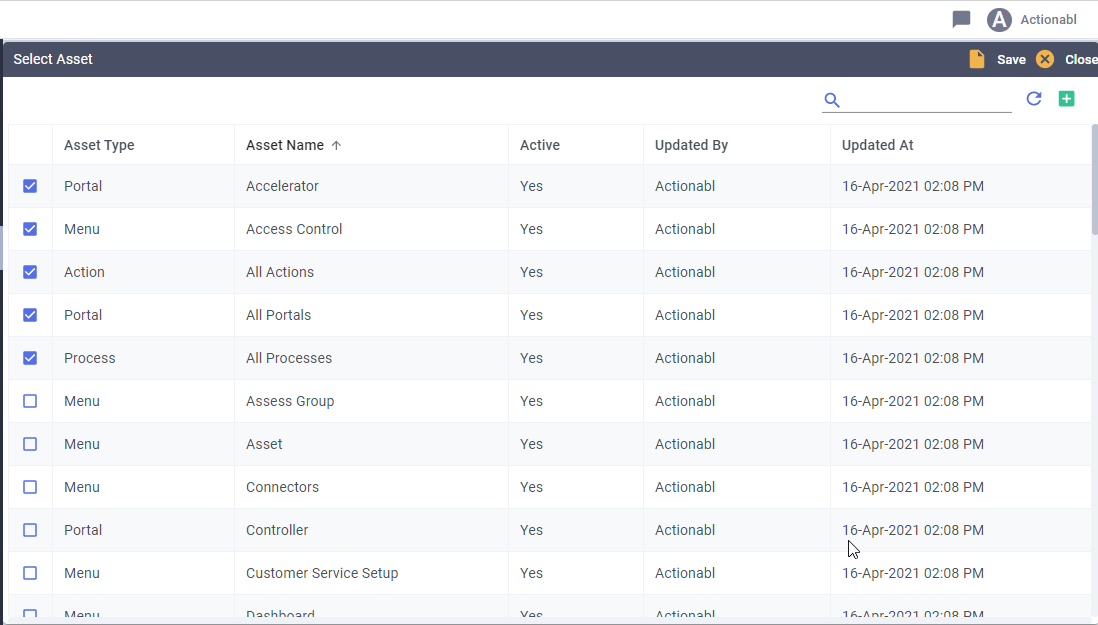 A Actionabl
Select Asset Save Close
Asset Type Asset Name Active Updated By Updated At
Portal Accelerator Yes Actionabl 16-Apr-2021 02:08 PM
Menu Access Control Yes Actionabl 16-Apr-2021 02:08 PM
Action All Actions Yes Actionabl 16-Apr-2021 02:08 PM
Portal All Portals Yes Actionabl 16-Apr-2021 02:08 PM
Process All Processes Yes Actionabl 16-Apr-2021 02:08 PM
Menu Assess Group Yes Actionabl 16-Apr-2021 02:08 PM
Menu Asset Yes Actionabl 16-Apr-2021 02:08 PM
Menu Connectors Yes Actionabl 16-Apr-2021 02:08 PM
Portal Controller Yes Actionabl 16-Apr-2021 02:08 PM
Menu Customer Service Setup Yes Actionabl 16-Apr-2021 02:08 PM
Menu Dashboard Yes Actionabl 16-Apr-2021 02:08 PM